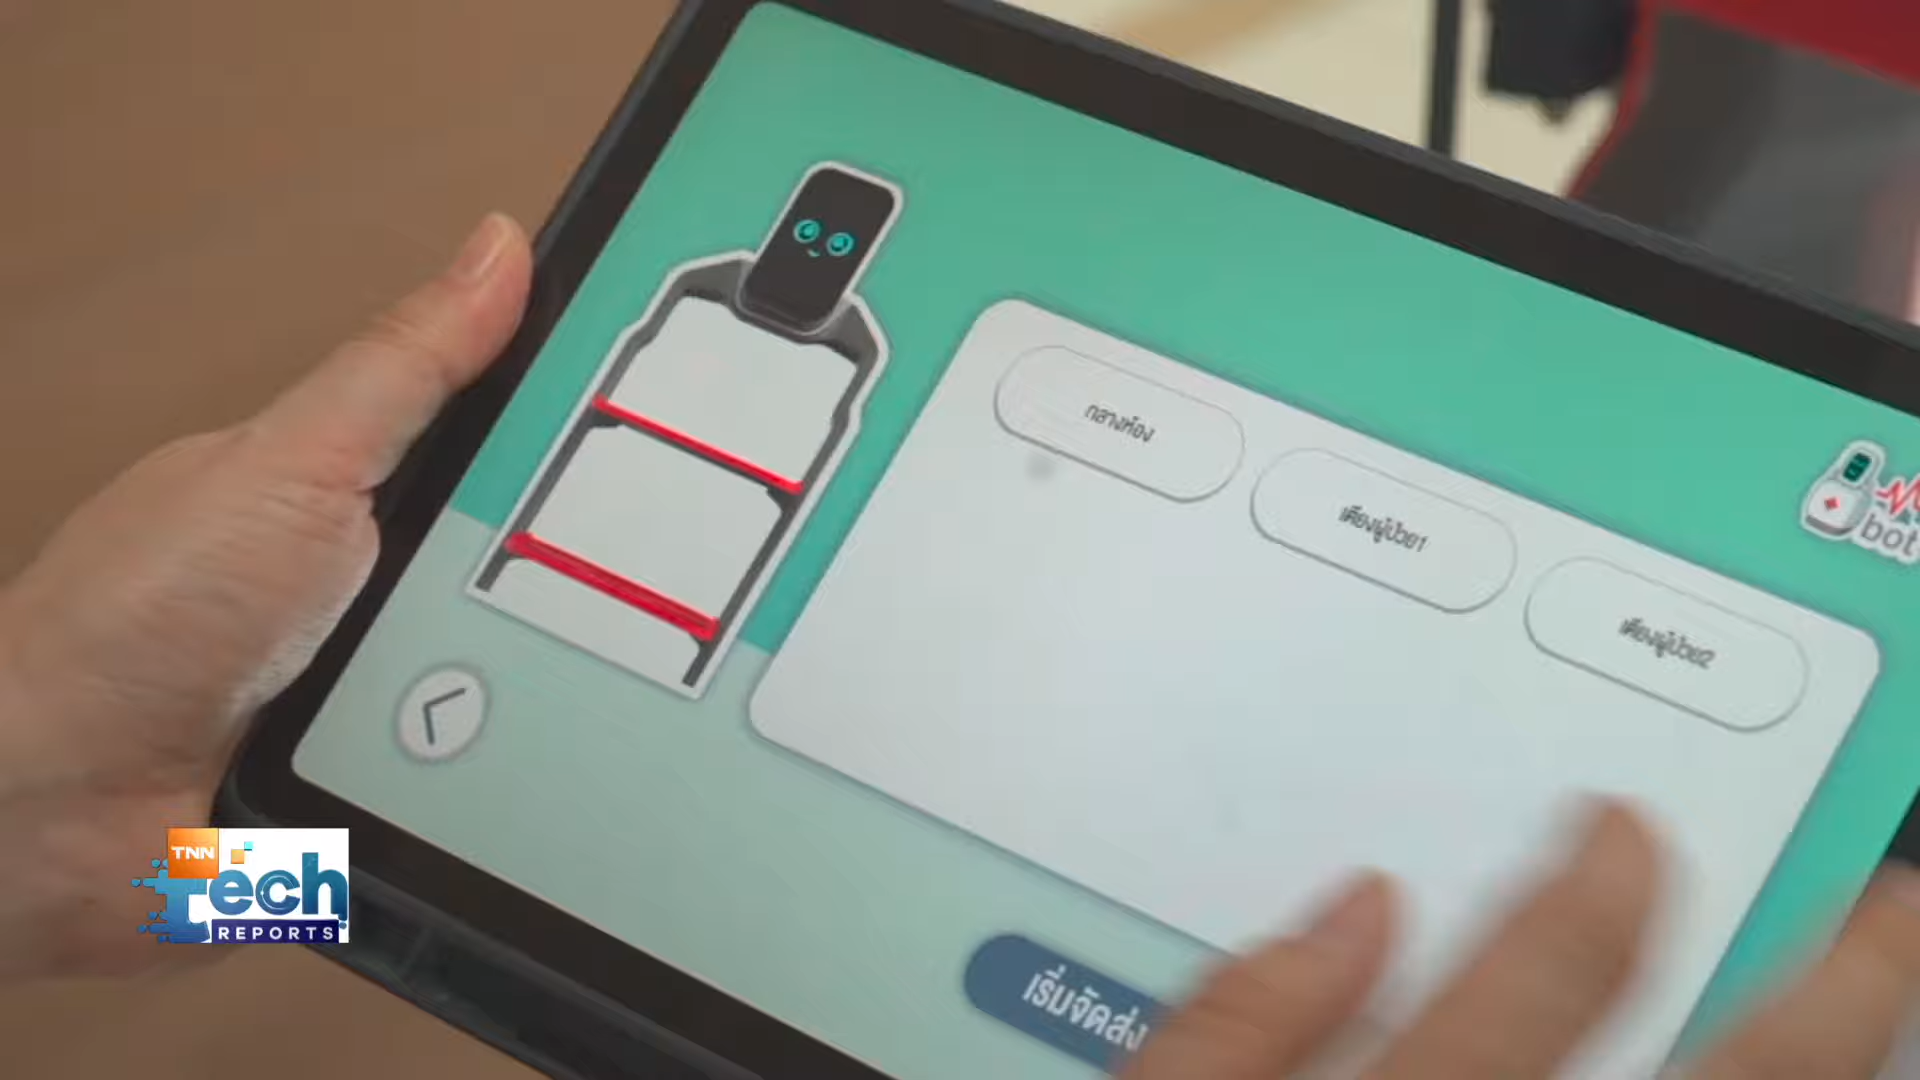 กลางห้อง
เตียงผู้ป่วย1
เตียงผู้ป่วย2
bot
เริ่มจัดส่ง
TNN
Tech
REPORTS